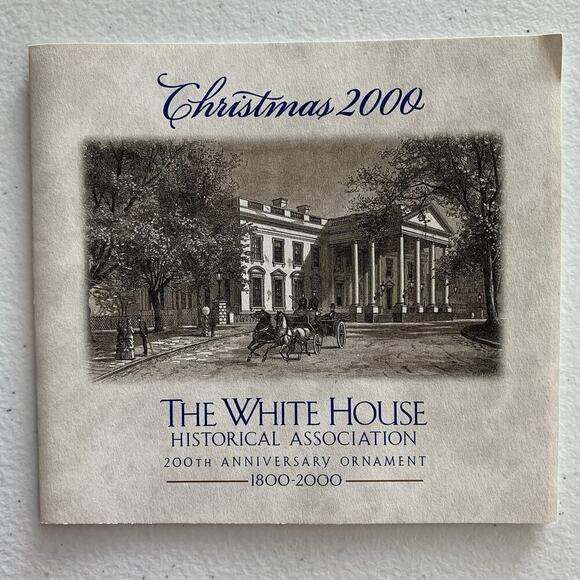 Christmas 2000
THE WHITE HOUSE
HISTORICAL ASSOCIATION
200TH ANNIVERSARY ORNAMENT
1800-2000